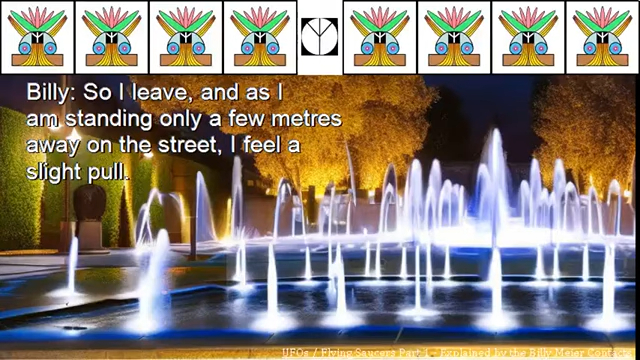 Billy: So I leave, and as I
am standing only a few metres
away on the street, I feel a
slight pull.
UFOs / Flying Saucers Part 1 - Explained by the Billy Meier Contacts